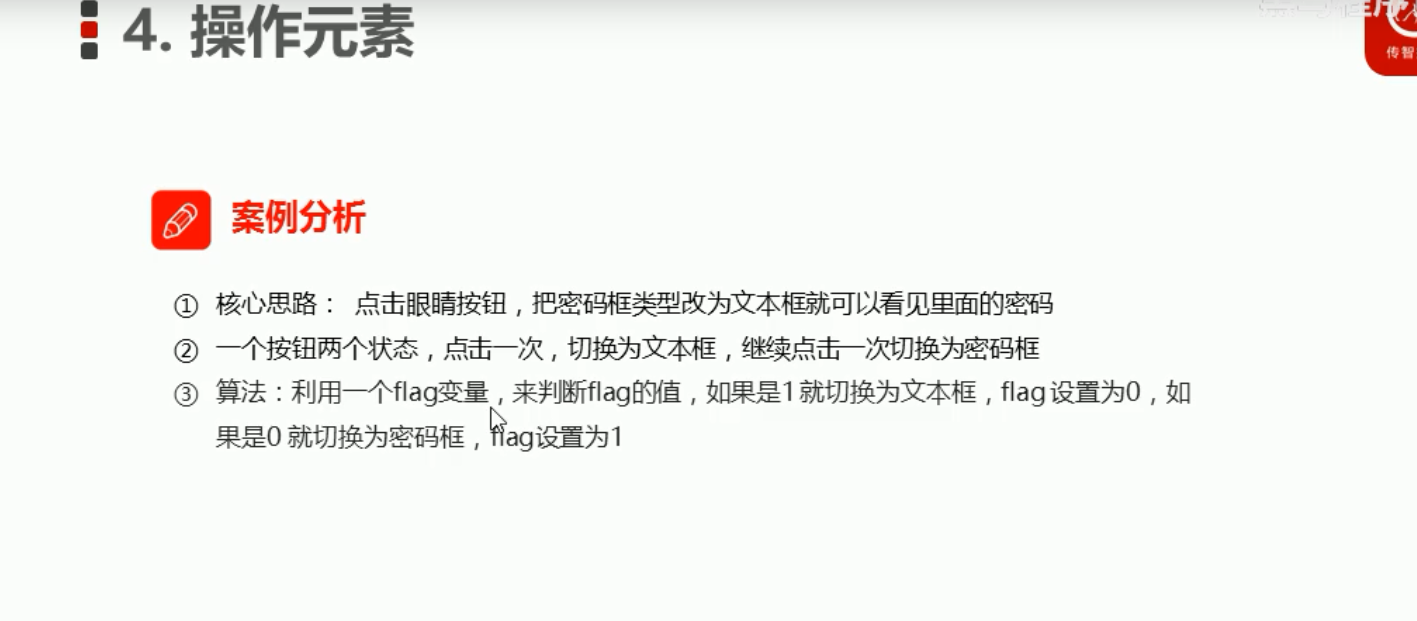 4. 操作元素
传智
案例分析
① 核心思路： 点击眼睛按钮，把密码框类型改为文本框就可以看见里面的密码
② 一个按钮两个状态，点击一次，切换为文本框，继续点击一次切换为密码框
③ 算法：利用一个flag变量，来判断flag的值，如果是1 就切换为文本框，flag 设置为0，如
果是0 就切换为密码框，flag设置为1